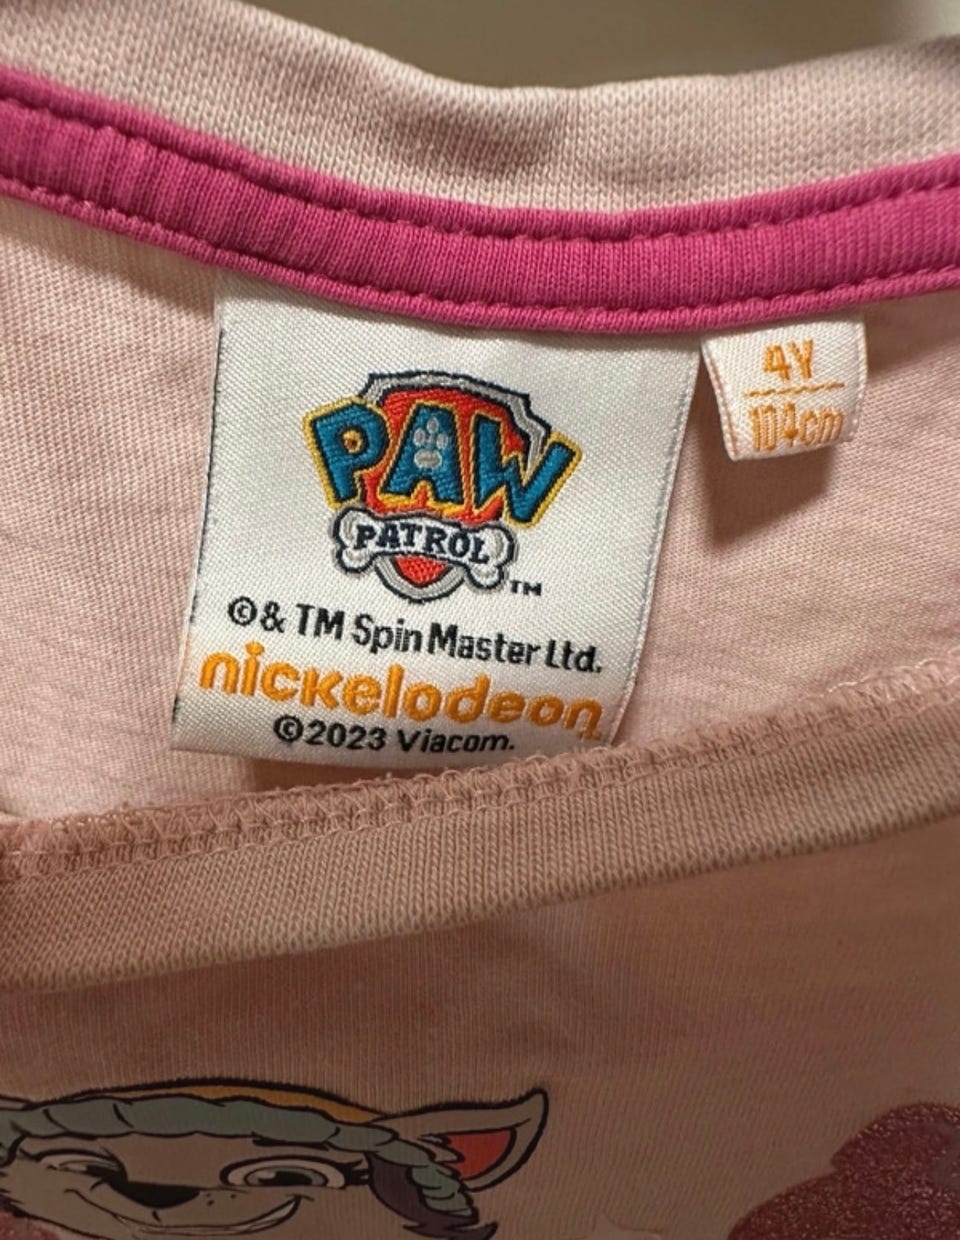 PAW
PATROL
™
©& TM Spin Master Ltd.
nickelodeon
©2023 Viacom.
4Y
104cm